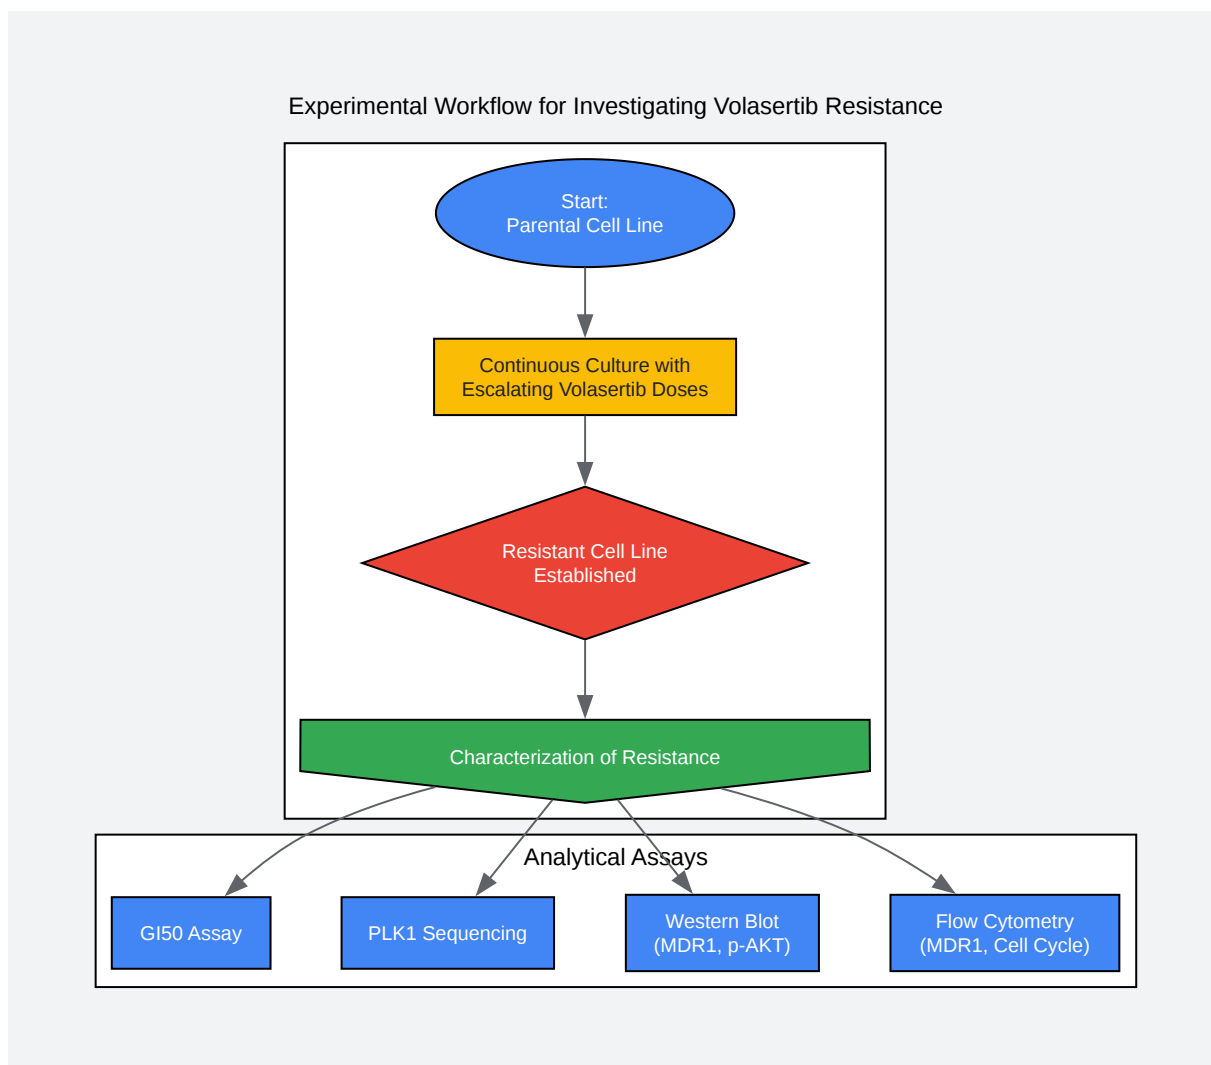 Experimental Workflow for Investigating Volasertib Resistance
Start:
Parental Cell Line
Continuous Culture with
Escalating Volasertib Doses
Resistant Cell Line
Established
Characterization of Resistance
Analytical Assays
GI50 Assay
PLK1 Sequencing
Western Blot
(MDR1, p-AKT)
Flow Cytometry
(MDR1, Cell Cycle)